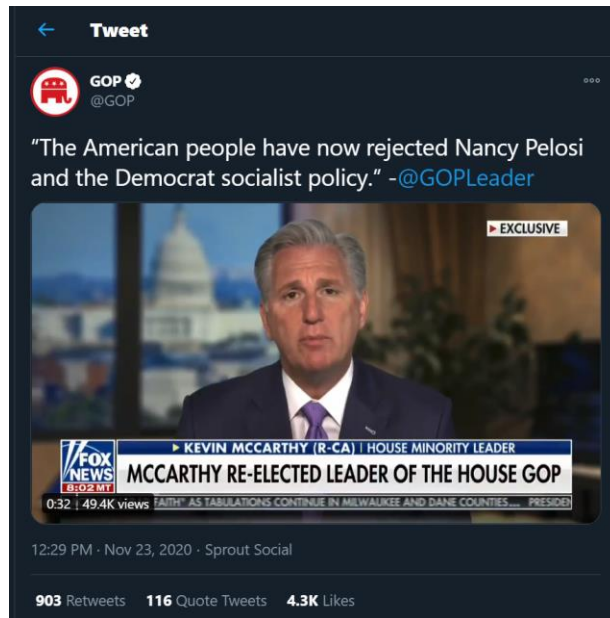 Tweet
GOP
@GOP
“The American people have now rejected Nancy Pelosi
and the Democrat socialist policy.” -@GOPLeader
EXCLUSIVE
FOX
NEWS
8:02 MT
KEVIN MCCARTHY (R-CA) | HOUSE MINORITY LEADER
MCCARTHY RE-ELECTED LEADER OF THE HOUSE GOP
FAITH" AS TABULATIONS CONTINUE IN MILWAUKEE AND DANE COUNTIES.... PRESIDEN
0:32 | 49.4K views
12:29 PM · Nov 23, 2020 · Sprout Social
903 Retweets 116 Quote Tweets 4.3K Likes